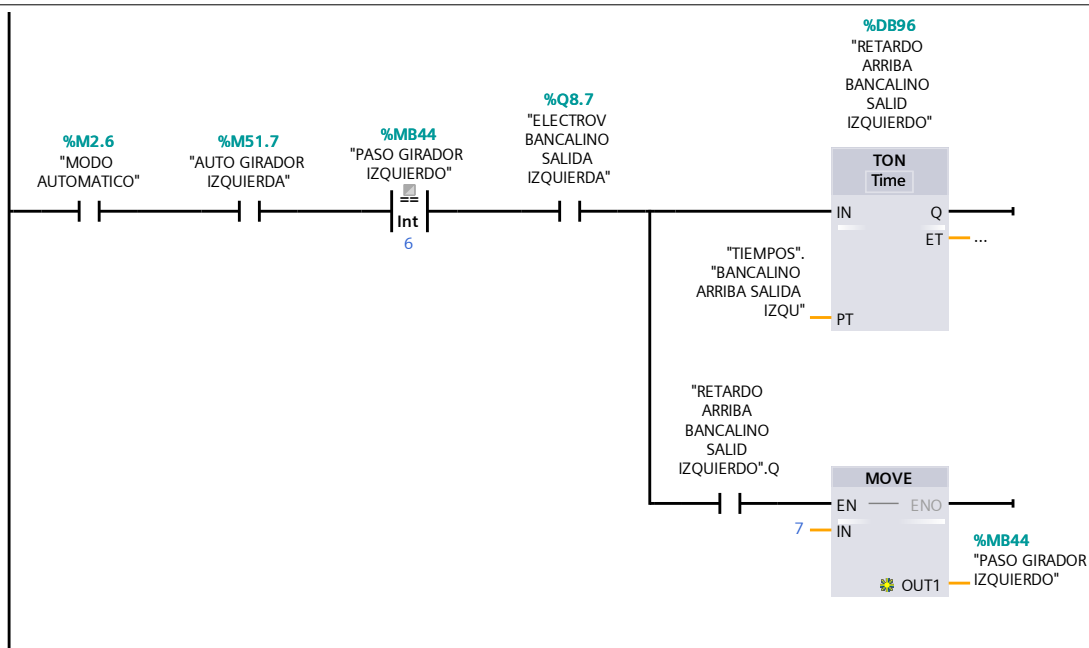 %DB96
"RETARDO
ARRIBA
BANCALINO
SALID
IZQUIERDO"
%Q8.7
"ELECTROV
BANCALINO
SALIDA
IZQUIERDA"
%M2.6
"MODO
AUTOMATICO"
%M51.7
"AUTO GIRADOR
IZQUIERDA"
%MB44
"PASO GIRADOR
IZQUIERDO"
==
Int
6
TON
Time
IN
Q
ET
...
"TIEMPOS".
"BANCALINO
ARRIBA SALIDA
IZQU"
PT
"RETARDO
ARRIBA
BANCALINO
SALID
IZQUIERDO".Q
MOVE
EN
ENO
7
IN
OUT1
%MB44
"PASO GIRADOR
IZQUIERDO"